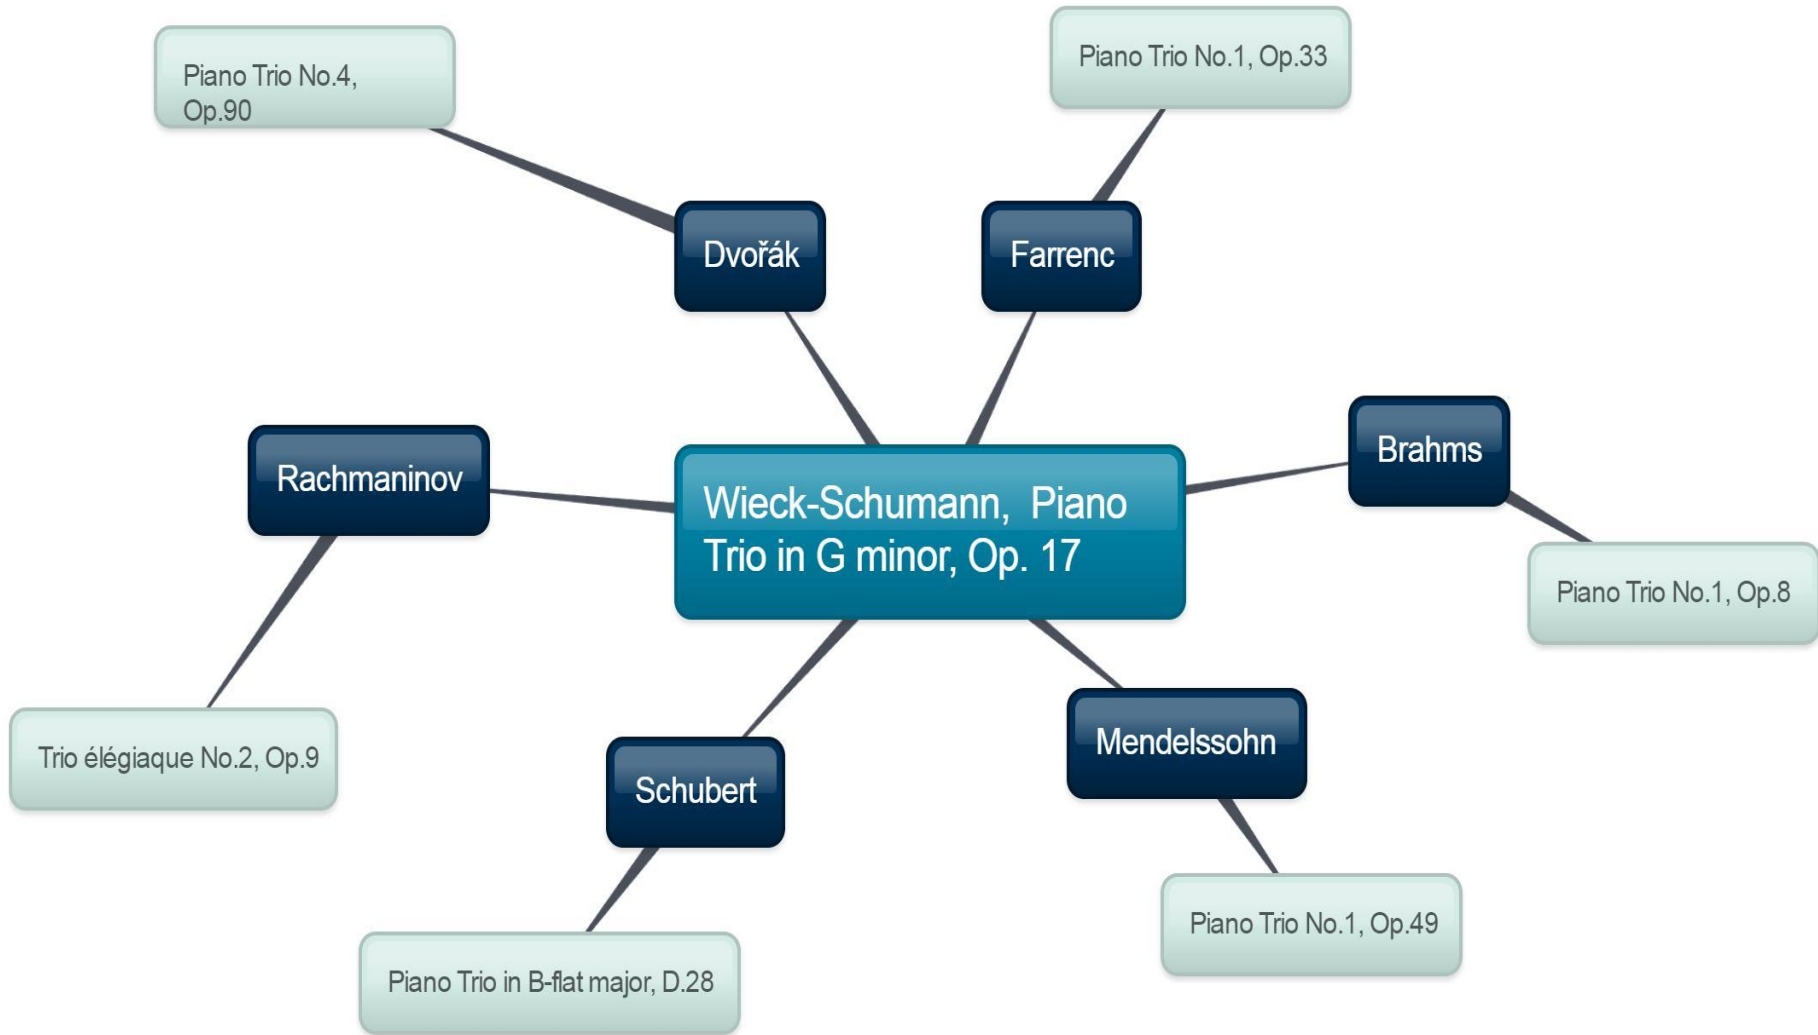 Piano Trio No.4,
Op.90
Piano Trio No.1, Op.33
Dvořák
Farrenc
Brahms
Rachmaninov
Wieck-Schumann, Piano
Trio in G minor, Op. 17
Piano Trio No.1, Op.8
Mendelssohn
Trio élégiaque No.2, Op.9
Schubert
Piano Trio No.1, Op.49
Piano Trio in B-flat major, D.28